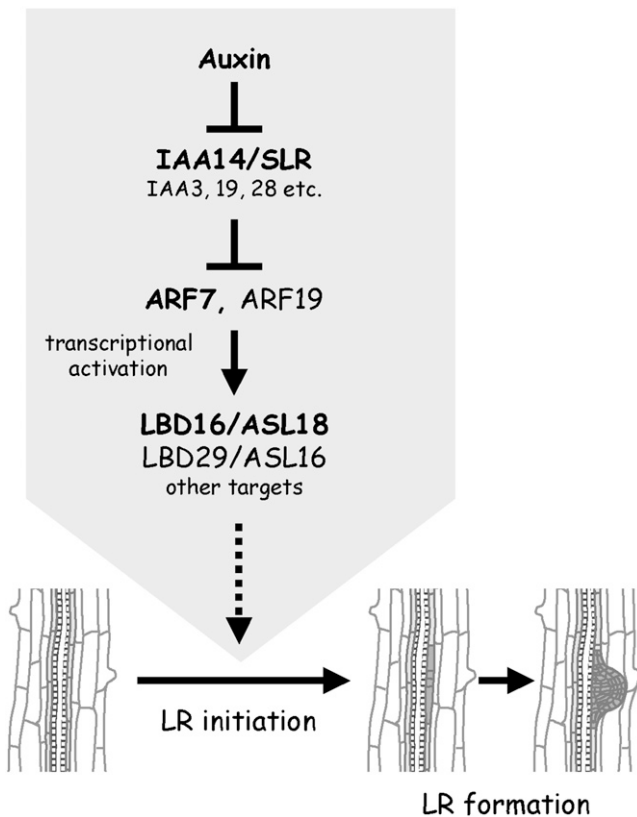 Auxin
IAA14/SLR
IAA3, 19, 28 etc.
ARF7, ARF19
transcriptional
activation
LBD16/ASL18
LBD29/ASL16
other targets
LR initiation
LR formation